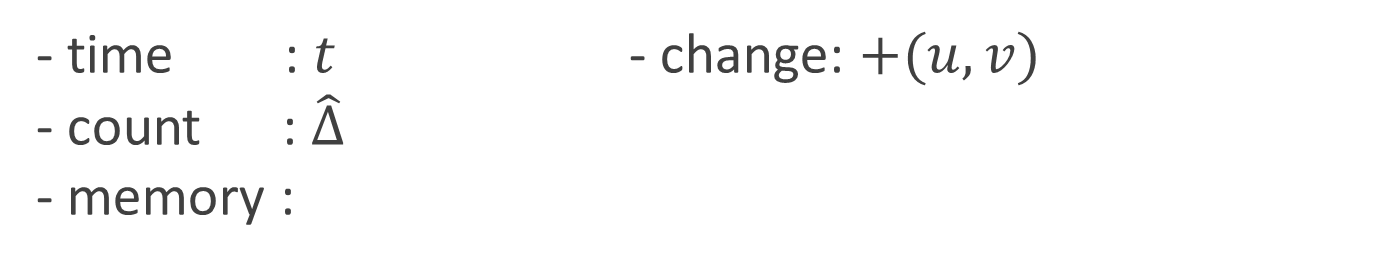 - time : t - change: +(u, v)
- count : Δ̂
- memory :